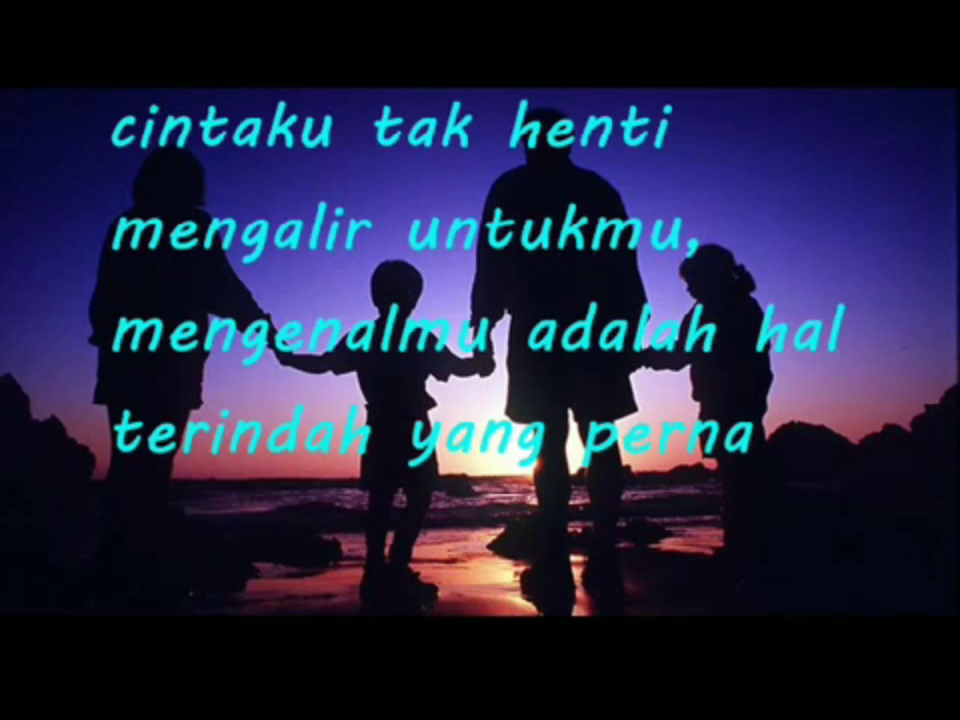 cintaku tak henti
mengalir untukmu,
mengenalmu adalah hal
terindah yang perna